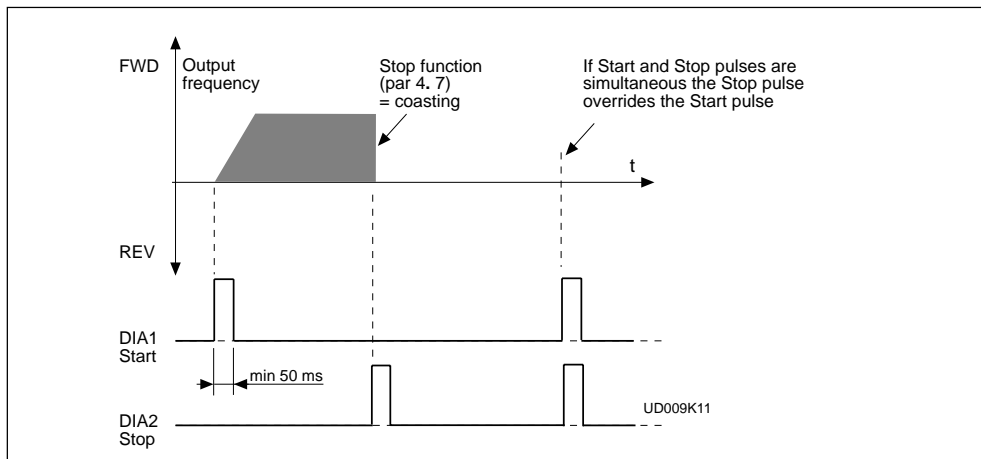 FWD
Output
frequency
Stop function
(par 4. 7)
= coasting
If Start and Stop pulses are
simultaneous the Stop pulse
overrides the Start pulse
t
REV
DIA1
Start
min 50 ms
DIA2
Stop
UD009K11